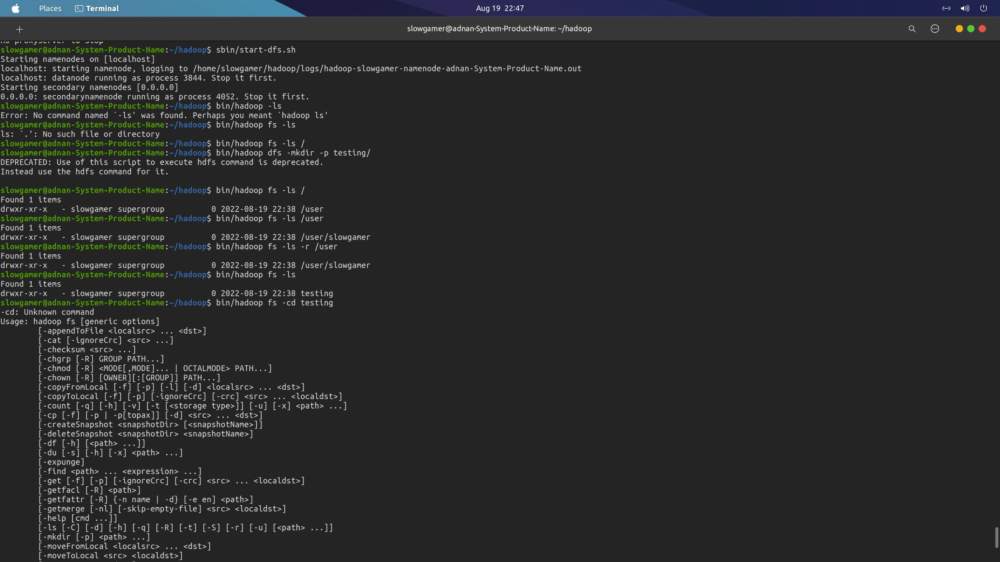 Places Terminal Aug 19 22:47
slowgamer@adnan-System-Product-Name: ~/hadoop
no proxyserver to stop
slowgamer@adnan-System-Product-Name:~/hadoop$ sbin/start-dfs.sh
Starting namenodes on [localhost]
localhost: starting namenode, logging to /home/slowgamer/hadoop/logs/hadoop-slowgamer-namenode-adnan-System-Product-Name.out
localhost: datanode running as process 3844. Stop it first.
Starting secondary namenodes [0.0.0.0]
0.0.0.0: secondarynamenode running as process 4052. Stop it first.
slowgamer@adnan-System-Product-Name:~/hadoop$ bin/hadoop -ls
Error: No command named `-ls' was found. Perhaps you meant `hadoop ls'
slowgamer@adnan-System-Product-Name:~/hadoop$ bin/hadoop fs -ls
ls: `.': No such file or directory
slowgamer@adnan-System-Product-Name:~/hadoop$ bin/hadoop fs -ls /
slowgamer@adnan-System-Product-Name:~/hadoop$ bin/hadoop dfs -mkdir -p testing/
DEPRECATED: Use of this script to execute hdfs command is deprecated.
Instead use the hdfs command for it.
slowgamer@adnan-System-Product-Name:~/hadoop$ bin/hadoop fs -ls /
Found 1 items
drwxr-xr-x   - slowgamer supergroup          0 2022-08-19 22:38 /user
slowgamer@adnan-System-Product-Name:~/hadoop$ bin/hadoop fs -ls /user
Found 1 items
drwxr-xr-x   - slowgamer supergroup          0 2022-08-19 22:38 /user/slowgamer
slowgamer@adnan-System-Product-Name:~/hadoop$ bin/hadoop fs -ls -r /user
Found 1 items
drwxr-xr-x   - slowgamer supergroup          0 2022-08-19 22:38 /user/slowgamer
slowgamer@adnan-System-Product-Name:~/hadoop$ bin/hadoop fs -ls
Found 1 items
drwxr-xr-x   - slowgamer supergroup          0 2022-08-19 22:38 testing
slowgamer@adnan-System-Product-Name:~/hadoop$ bin/hadoop fs -cd testing
-cd: Unknown command
Usage: hadoop fs [generic options]
[-appendToFile <localsrc> ... <dst>]
[-cat [-ignoreCrc] <src> ...]
[-checksum <src> ...]
[-chgrp [-R] GROUP PATH...]
[-chmod [-R] <MODE[,MODE]... | OCTALMODE> PATH...]
[-chown [-R] [OWNER][:[GROUP]] PATH...]
[-copyFromLocal [-f] [-p] [-l] [-d] <localsrc> ... <dst>]
[-copyToLocal [-f] [-p] [-ignoreCrc] [-crc] <src> ... <localdst>]
[-count [-q] [-h] [-v] [-t [<storage type>]] [-u] [-x] <path> ...]
[-cp [-f] [-p | -p[topax]] [-d] <src> ... <dst>]
[-createSnapshot <snapshotDir> [<snapshotName>]]
[-deleteSnapshot <snapshotDir> <snapshotName>]
[-df [-h] [<path> ...]]
[-du [-s] [-h] [-x] <path> ...]
[-expunge]
[-find <path> ... <expression> ...]
[-get [-f] [-p] [-ignoreCrc] [-crc] <src> ... <localdst>]
[-getfacl [-R] <path>]
[-getfattr [-R] {-n name | -d} [-e en] <path>]
[-getmerge [-nl] [-skip-empty-file] <src> <localdst>]
[-help [cmd ...]]
[-ls [-C] [-d] [-h] [-q] [-R] [-t] [-S] [-r] [-u] [<path> ...]]
[-mkdir [-p] <path> ...]
[-moveFromLocal <localsrc> ... <dst>]
[-moveToLocal <src> <localdst>]